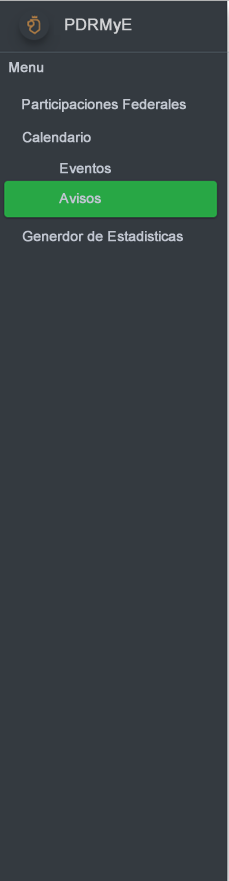 PDRMyE
Menu
Participaciones Federales
Calendario
Eventos
Avisos
Generdor de Estadisticas